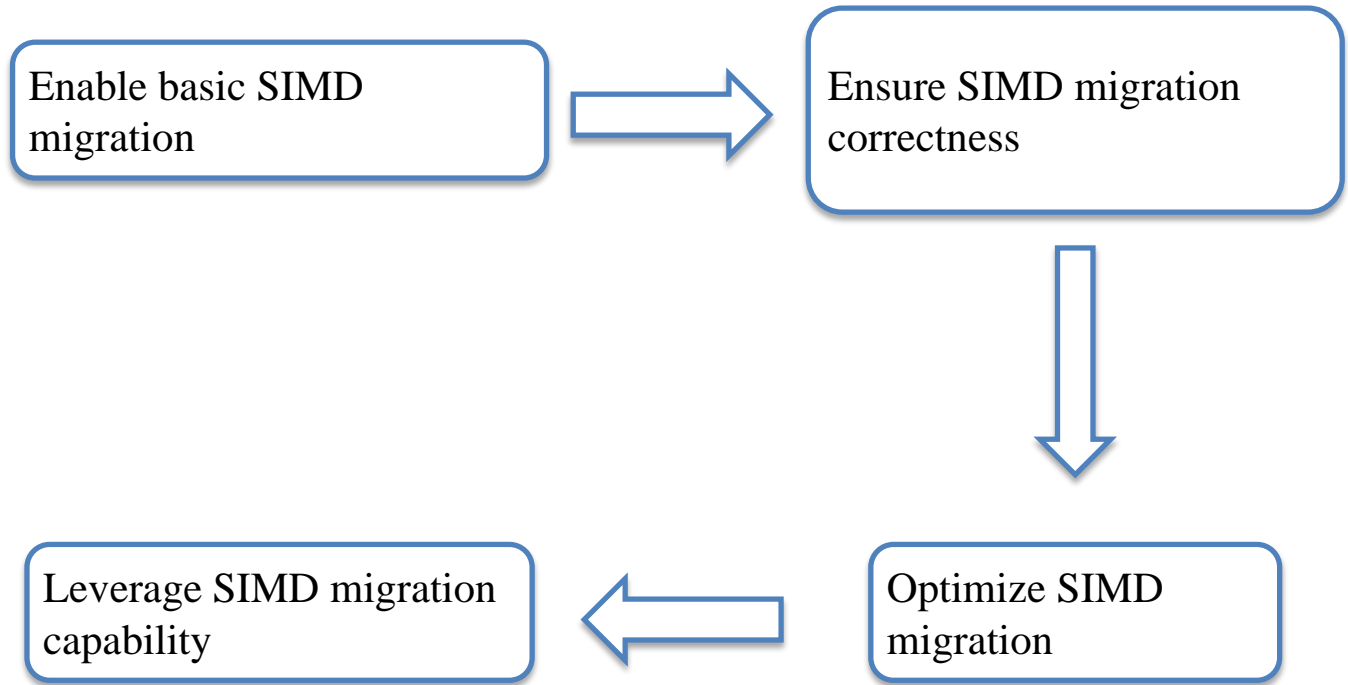 Enable basic SIMD
migration
Ensure SIMD migration
correctness
Optimize SIMD
migration
Leverage SIMD migration
capability